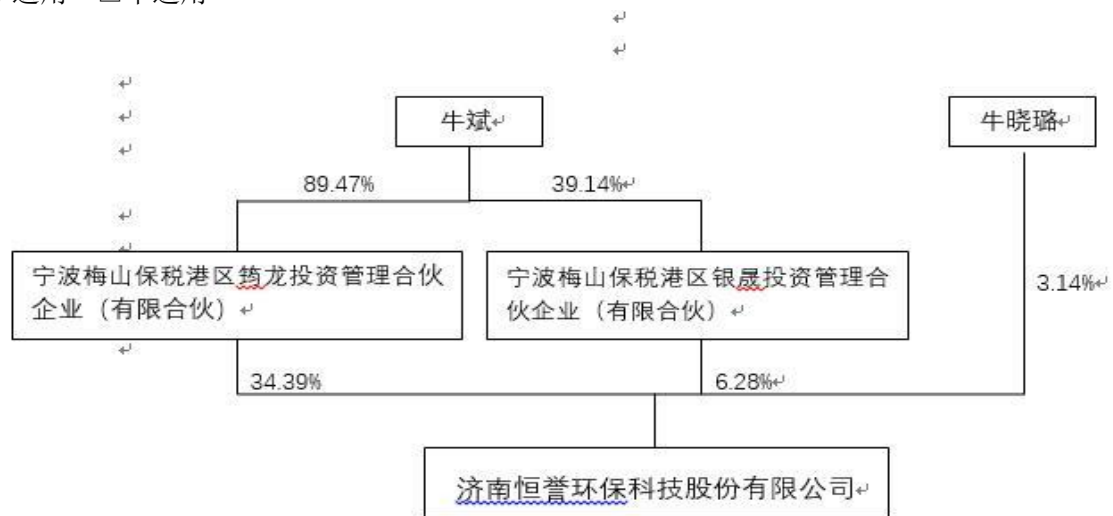 牛斌
牛晓璐
89.47%
39.14%
宁波梅山保税港区筠龙投资管理合伙
企业（有限合伙）
宁波梅山保税港区银晟投资管理合
伙企业（有限合伙）
3.14%
34.39%
6.28%
济南恒誉环保科技股份有限公司